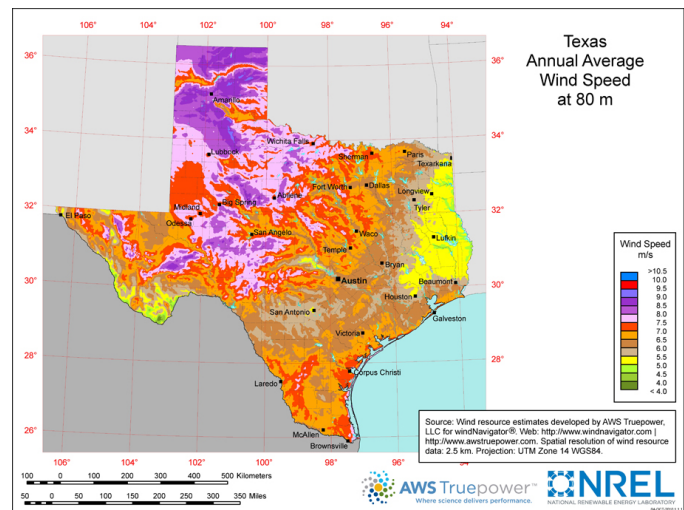 Texas
Annual Average
Wind Speed
at 80 m
106° 104° 102° 100° 98° 96° 94°
36° 36°
Amarillo
34° 34°
Wichita Falls
Lubbock
Sherman
Paris
Texarkana
Fort Worth Dallas
Longview
32° 32°
Abilene
Tyler
Big Spring
Midland
El Paso
Odessa
San Angelo
Waco
Lufkin
Temple
Bryan
30° 30°
Austin
Beaumont
Houston
San Antonio
Galveston
Victoria
28° 28°
Laredo
Corpus Christi
26°
McAllen
Brownsville
106° 104° 102° 100° 98° 96° 94°
Wind Speed
m/s
>10.5
10.0
9.5
9.0
8.5
8.0
7.5
7.0
6.5
6.0
5.5
5.0
4.5
4.0
< 4.0
Source: Wind resource estimates developed by AWS Truepower,
LLC for windNavigator®. Web: http://www.windnavigator.com |
http://www.awstruepower.com. Spatial resolution of wind resource
data: 2.5 km. Projection: UTM Zone 14 WGS84.
100 0 100 200 300 400 500 Kilometers
50 0 50 100 150 200 250 300 350 Miles
AWS Truepower™
Where science delivers performance.
NREL
NATIONAL RENEWABLE ENERGY LABORATORY